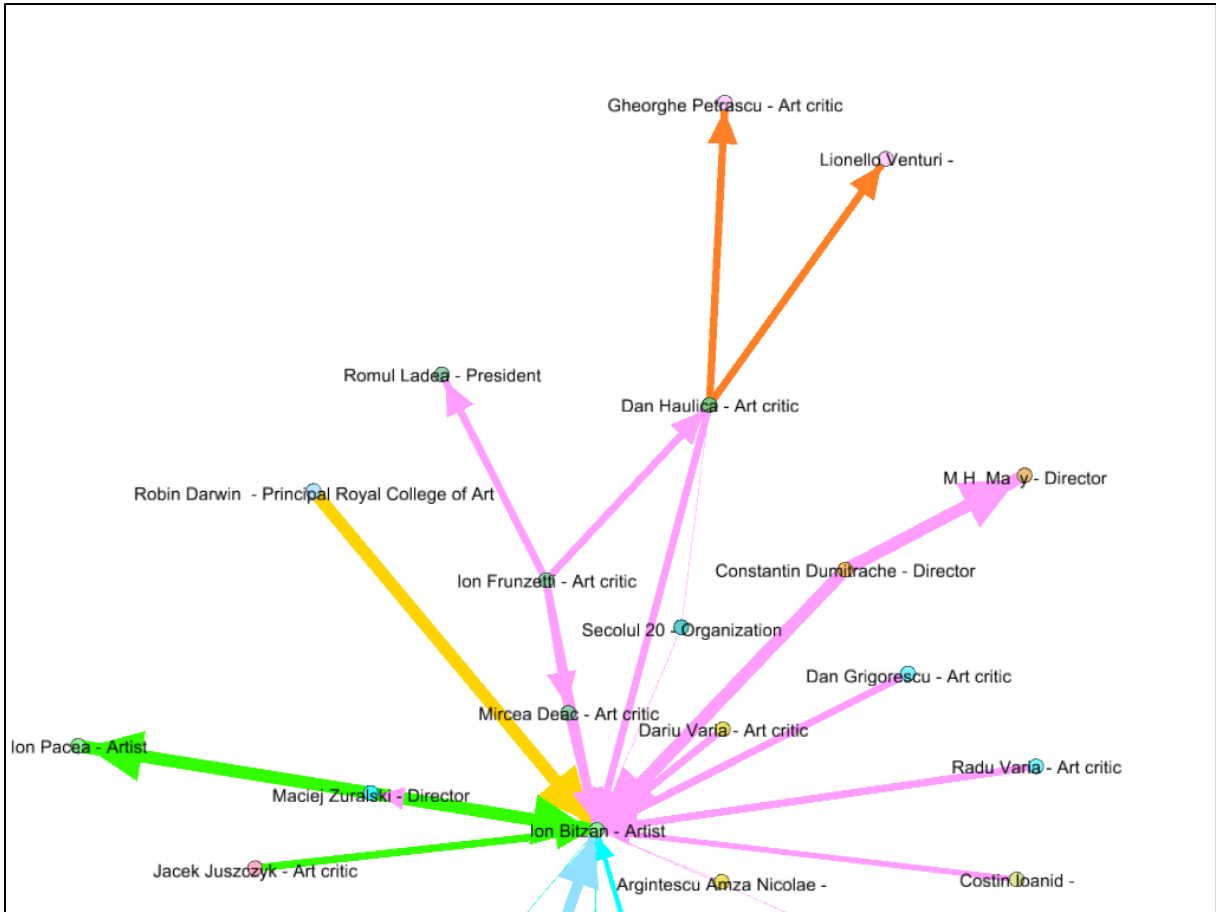 Gheorghe Petrascu - Art critic
Lionello Venturi -
Romul Ladea - President
Dan Haulica - Art critic
M H Ma y - Director
Robin Darwin - Principal Royal College of Art
Constantin Dumitrache - Director
Ion Frunzetti - Art critic
Secolul 20 - Organization
Dan Grigorescu - Art critic
Mircea Deac - Art critic
Dariu Varia - Art critic
Ion Pacea - Artist
Radu Varia - Art critic
Maciej Zuralski - Director
Ion Bitzan - Artist
Jacek Juszczyk - Art critic
Argintescu Amza Nicolae -
Costin Ioanid -